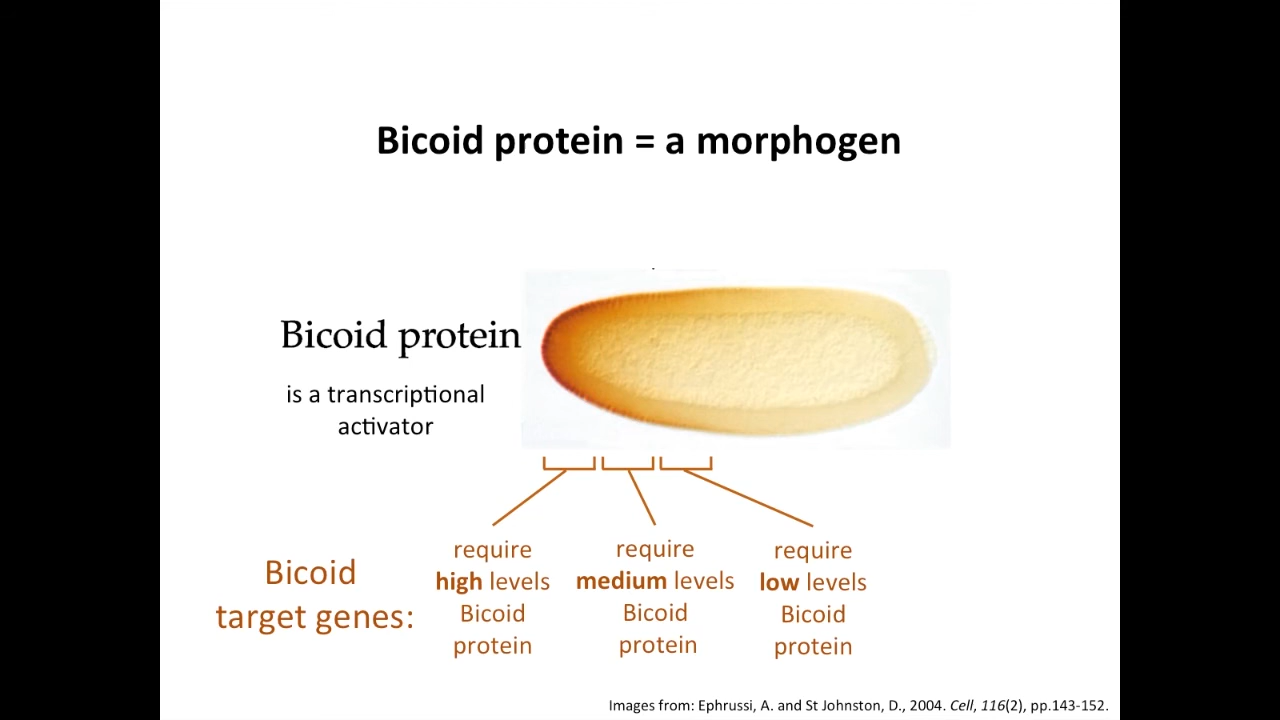 Bicoid protein = a morphogen
Bicoid protein
is a transcriptional
activator
Bicoid
target genes:
require
high levels
Bicoid
protein
require
medium levels
Bicoid
protein
require
low levels
Bicoid
protein
Images from: Ephrussi, A. and St Johnston, D., 2004. Cell, 116(2), pp.143-152.